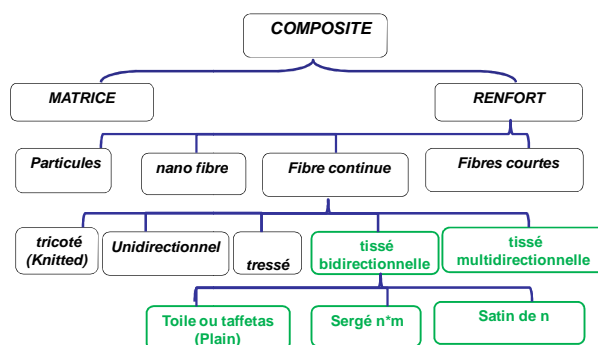 COMPOSITE
MATRICE
RENFORT
Particules
nano fibre
Fibre continue
Fibres courtes
tricoté
(Knitted)
Unidirectionnel
tressé
tissé
bidirectionnelle
tissé
multidirectionnelle
Toile ou taffetas
(Plain)
Sergé n*m
Satin de n